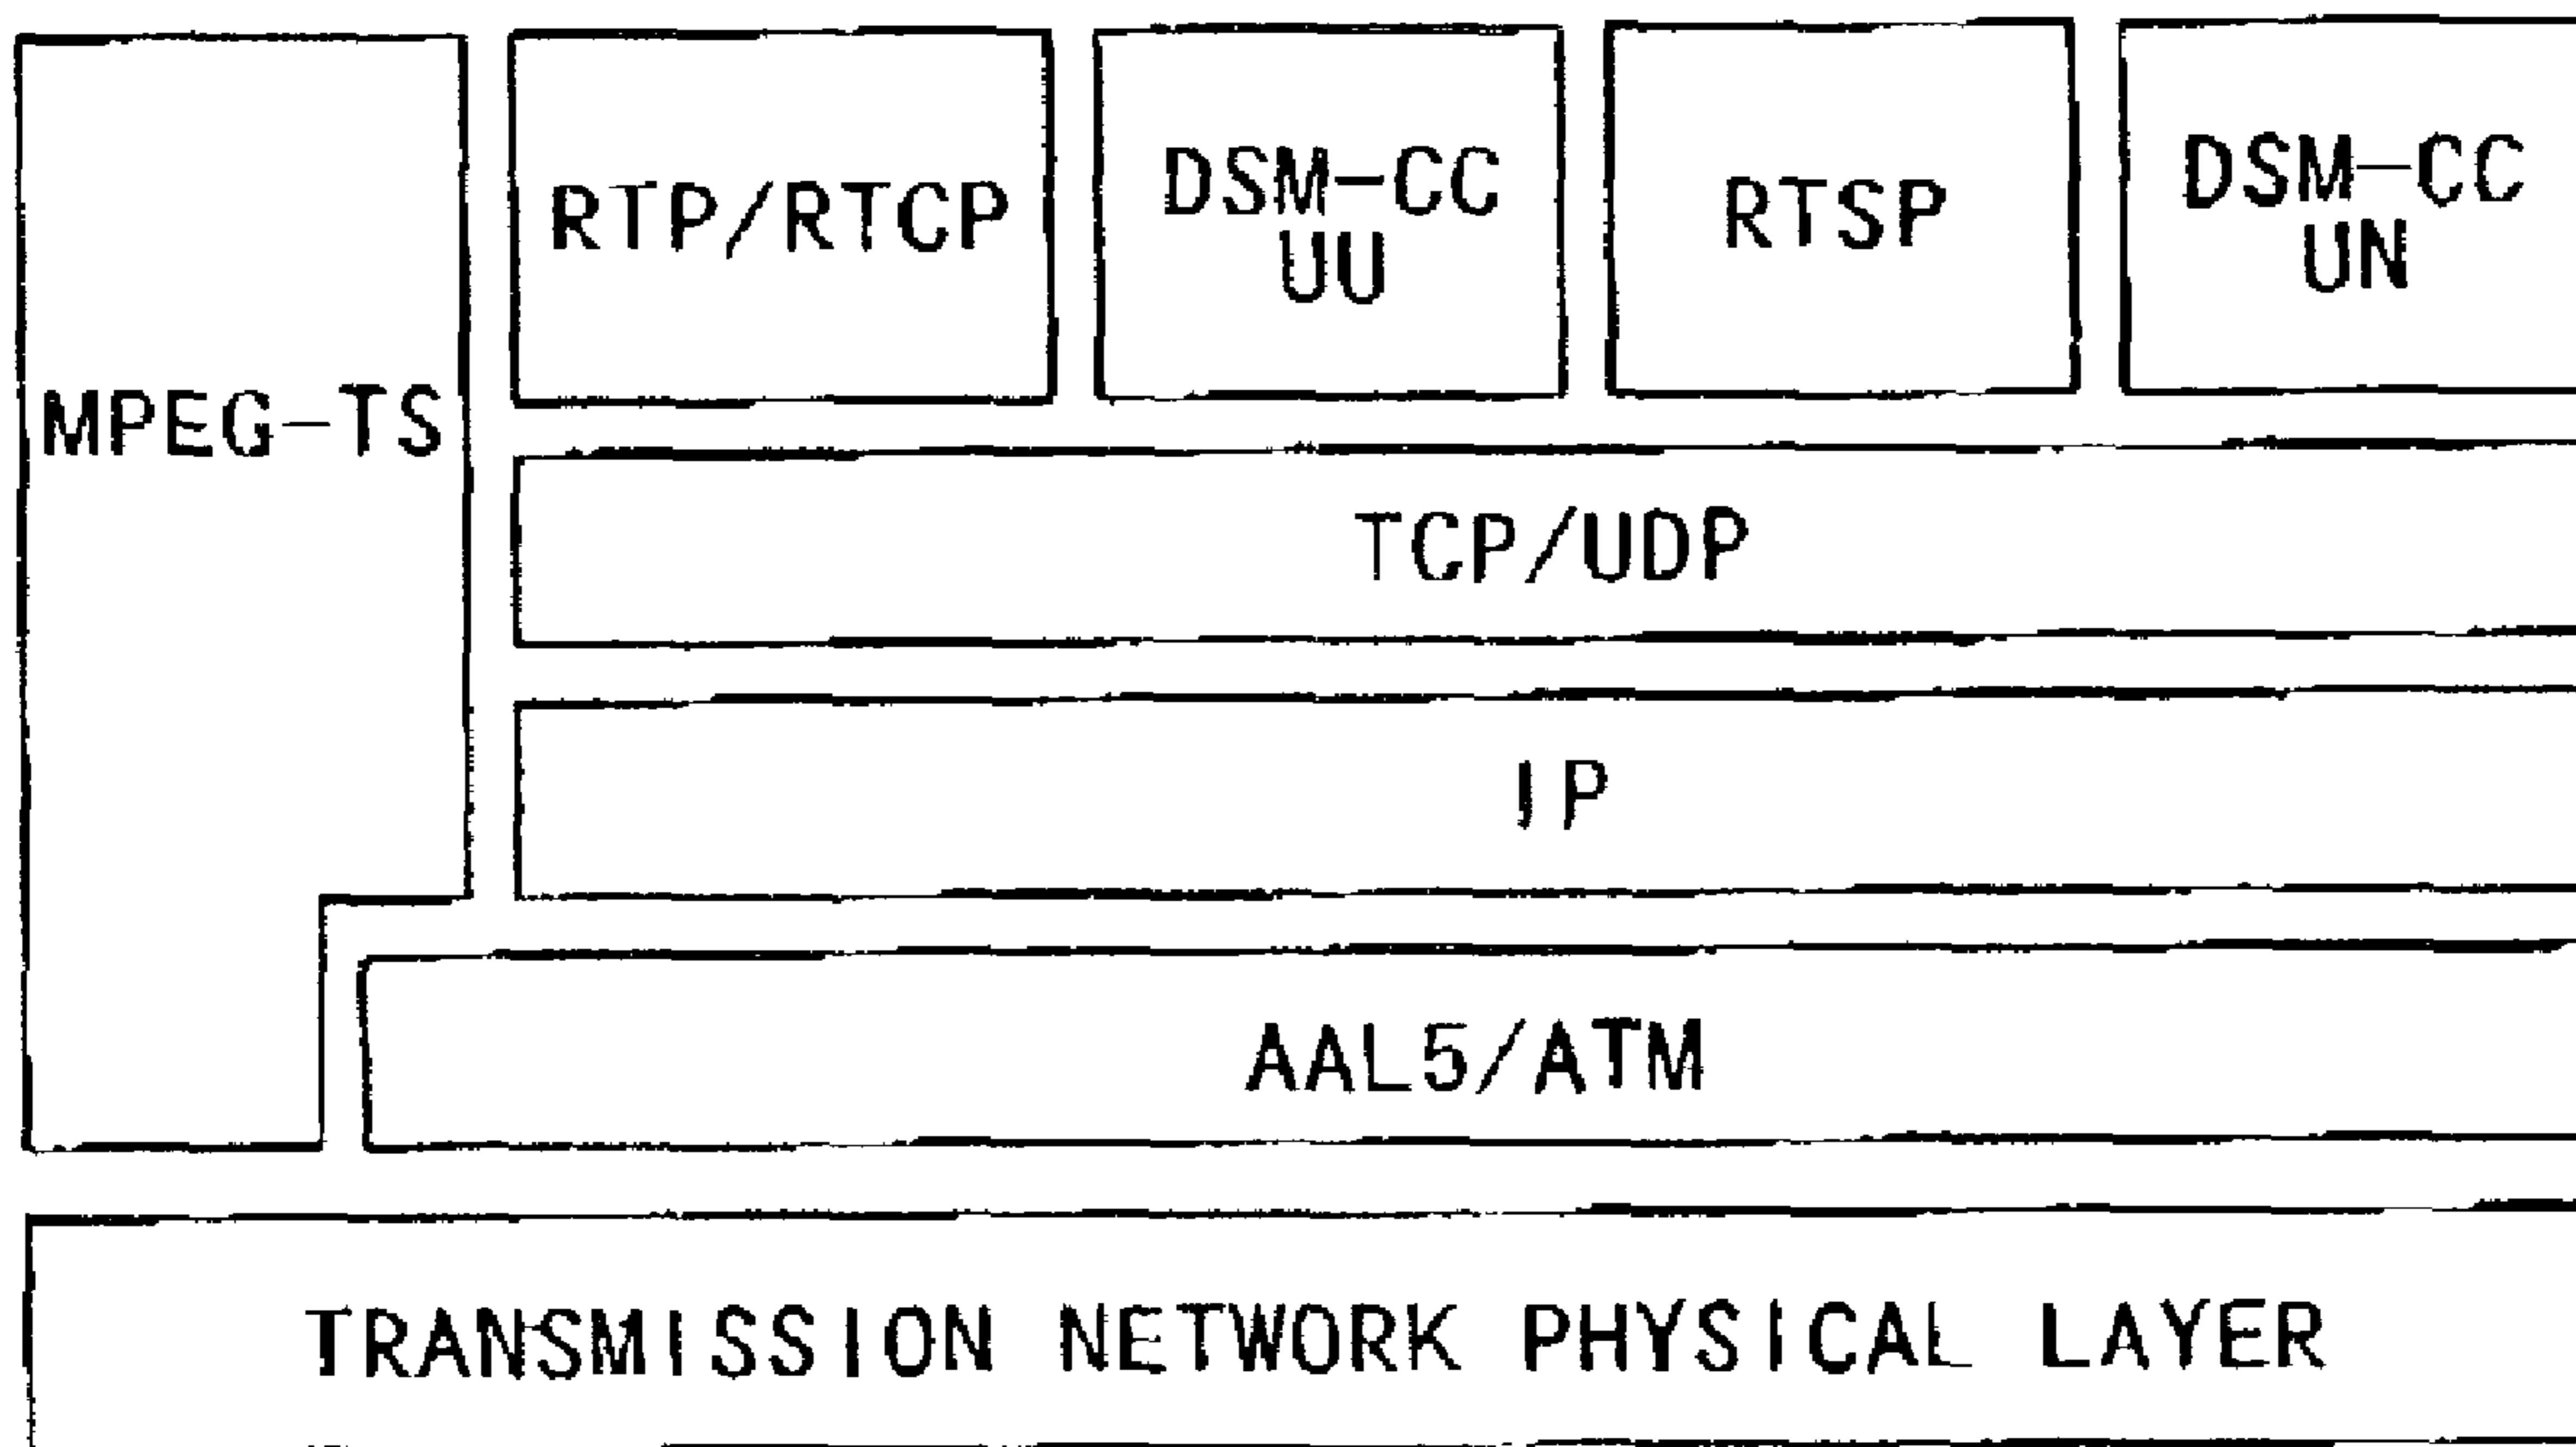 MPEG-TS
RTP/RTCP
DSM-CC
UU
RTSP
DSM-CC
UN
TCP/UDP
IP
AAL5/ATM
TRANSMISSION NETWORK PHYSICAL LAYER